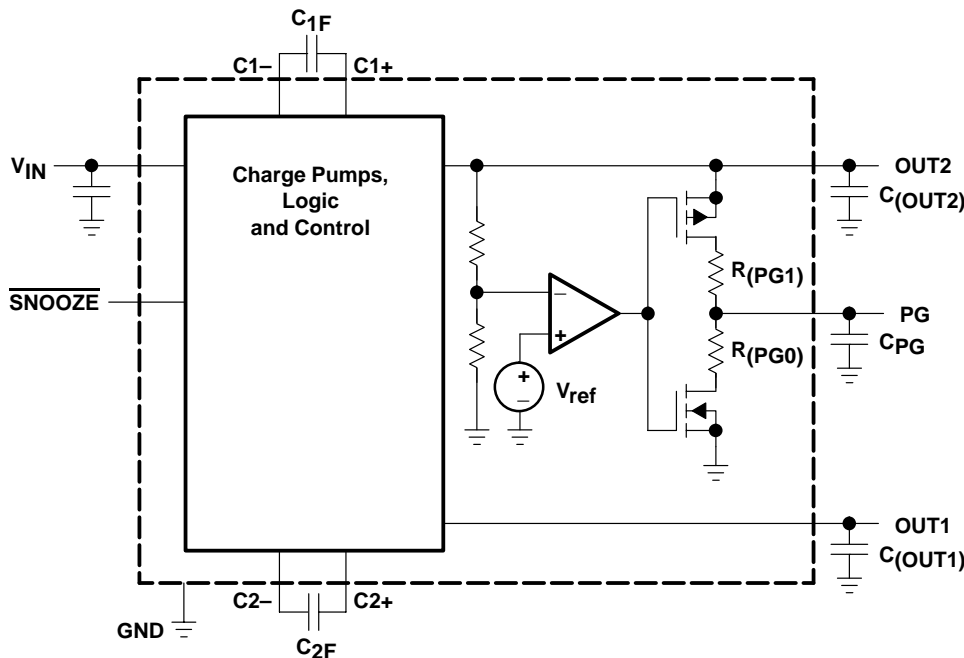 C1F
C1–
C1+
VIN
Charge Pumps,
Logic
and Control
OUT2
C(OUT2)
R(PG1)
SNOOZE
–
+
PG
CPG
R(PG0)
+
–
Vref
OUT1
C(OUT1)
C2–
C2+
GND
C2F